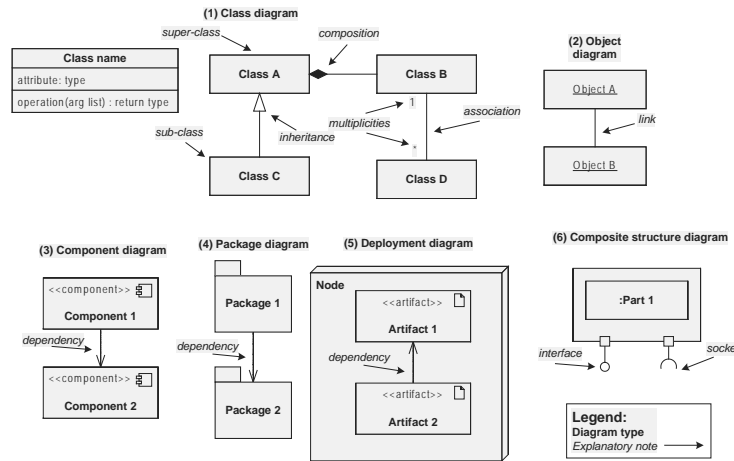 (1) Class diagram
super-class
composition
Class name
attribute: type
operation(arg list) : return type
Class A
Class B
1
inheritance
multiplicities
association
*
sub-class
Class C
Class D
(2) Object
diagram
Object A
link
Object B
(3) Component diagram
<<component>>
Component 1
dependency
<<component>>
Component 2
(4) Package diagram
Package 1
dependency
Package 2
(5) Deployment diagram
Node
<<artifact>>
Artifact 1
dependency
<<artifact>>
Artifact 2
(6) Composite structure diagram
:Part 1
interface
socke
Legend:
Diagram type
Explanatory note